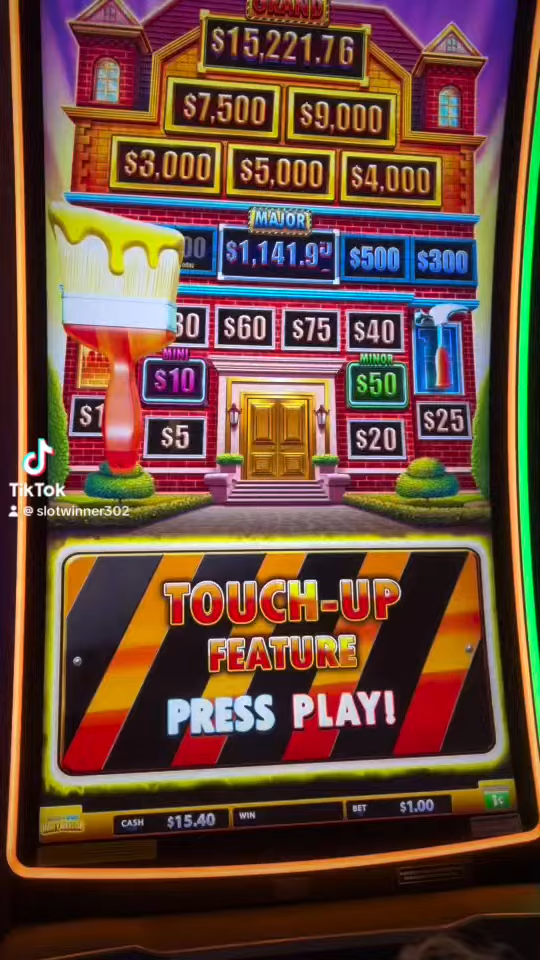 GRAND
$15,221.76
$7,500 $9,000
$3,000 $5,000 $4,000
MAJOR
$1,141.9 $500 $300
$60 $75 $40
MINI MINOR
$10 $50
$5 $20 $25
TikTok
@ slotwinner302
TOUCH-UP
FEATURE
PRESS PLAY!
CASH $15.40 WIN BET $1.00 1¢